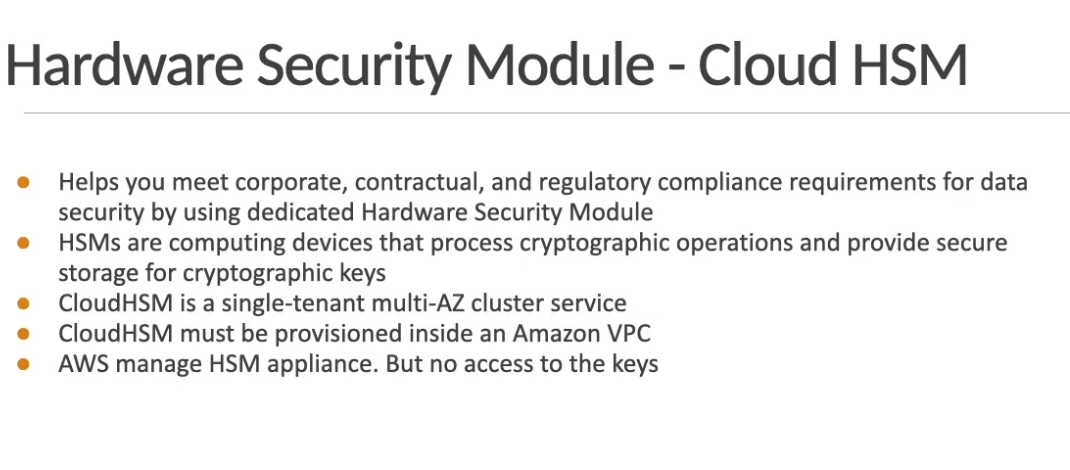 Hardware Security Module - Cloud HSM
● Helps you meet corporate, contractual, and regulatory compliance requirements for data
security by using dedicated Hardware Security Module
● HSMs are computing devices that process cryptographic operations and provide secure
storage for cryptographic keys
● CloudHSM is a single-tenant multi-AZ cluster service
● CloudHSM must be provisioned inside an Amazon VPC
● AWS manage HSM appliance. But no access to the keys